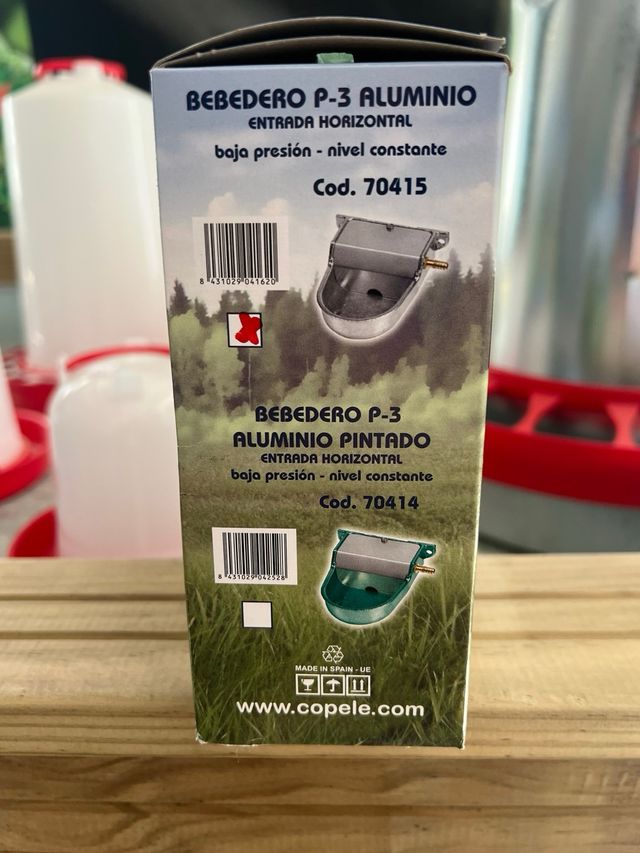 BEBEDERO P-3 ALUMINIO
ENTRADA HORIZONTAL
baja presión - nivel constante
Cod. 70415
8 431029 041620
BEBEDERO P-3
ALUMINIO PINTADO
ENTRADA HORIZONTAL
baja presión - nivel constante
Cod. 70414
8 431029 042528
MADE IN SPAIN - UE
www.copele.com